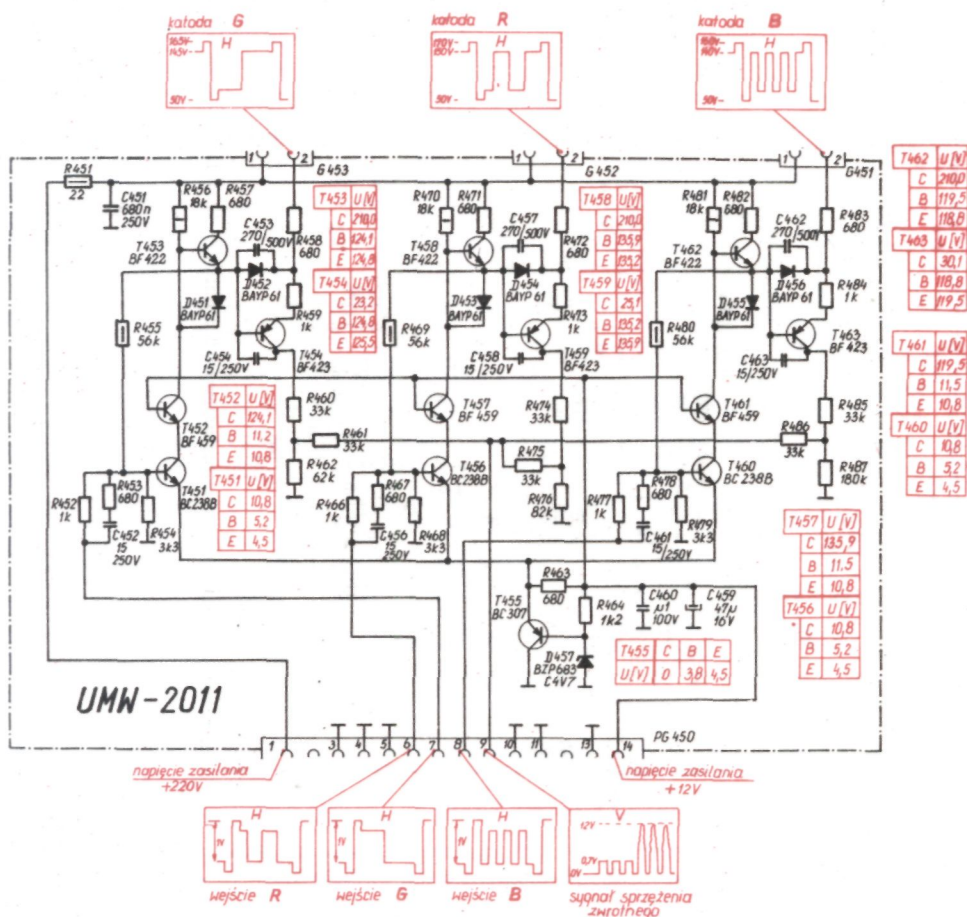 katoda G
katoda R
katoda B
H
H
H
165V-
145V-
50V-
170V-
150V-
50V-
160V-
140V-
50V-
1 2
G453
1 2
G452
1 2
G451
R451
22
C451
680n
250V
R456
18k
R457
680
C453
270/500V
R458
680
T453
BF422
D452
BAYP61
D451
BAYP61
R459
1k
R455
56k
C454
15/250V
T454
BF423
T453 U[V]
C 210,0
B 124,1
E 124,8
T454 U[V]
C 23,2
B 124,8
E 125,5
R470
18k
R471
680
C457
270/500V
R472
680
T458
BF422
D454
BAYP61
D453
BAYP61
R473
1k
R469
56k
C458
15/250V
T459
BF423
T458 U[V]
C 210,0
B 135,9
E 135,2
T459 U[V]
C 25,1
B 135,2
E 135,9
R481
18k
R482
680
C462
270/500V
R483
680
T462
BF422
D456
BAYP61
D455
BAYP61
R484
1k
R480
56k
C463
15/250V
T463
BF423
T462 U[V]
C 210,0
B 119,5
E 118,8
T463 U[V]
C 30,1
B 118,8
E 119,5
T461 U[V]
C 119,5
B 11,5
E 10,8
T460 U[V]
C 10,8
B 5,2
E 4,5
T452
BF459
T452 U[V]
C 124,1
B 11,2
E 10,8
T451 U[V]
C 10,8
B 5,2
E 4,5
R460
33k
R461
33k
R462
62k
T457
BF459
R474
33k
R475
33k
R476
82k
T461
BF459
R485
33k
R486
33k
R487
180k
R452
1k
R453
680
T451
BC238B
C452
15
250V
R454
3k3
R466
1k
R467
680
T456
BC238B
C456
15
250V
R468
3k3
R477
1k
R478
680
T460
BC238B
C461
15/250V
R479
3k3
T457 U[V]
C 135,9
B 11.5
E 10,8
T456 U[V]
C 10,8
B 5,2
E 4,5
T455
BC307
R463
680
R464
1k2
C460
µ1
100V
C459
47µ
16V
D457
BZP683
C4V7
T455 C B E
U[V] 0 3,8 4,5
UMW-2011
1 3 4 5 6 7 8 9 10 11 13 14
PG450
napięcie zasilania
+220V
napięcie zasilania
+12V
H
1V
wejście R
H
1V
wejście G
H
1V
wejście B
V
12V
0,7V
0V
sygnał sprzężenia
zwrotnego